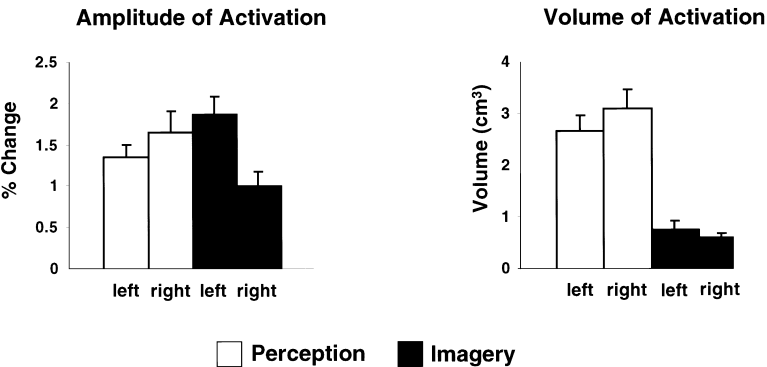 Amplitude of Activation
% Change
2.5
2
1.5
1
0.5
0
left right left right
Volume of Activation
Volume (cm³)
4
3
2
1
0
left right left right
Perception Imagery